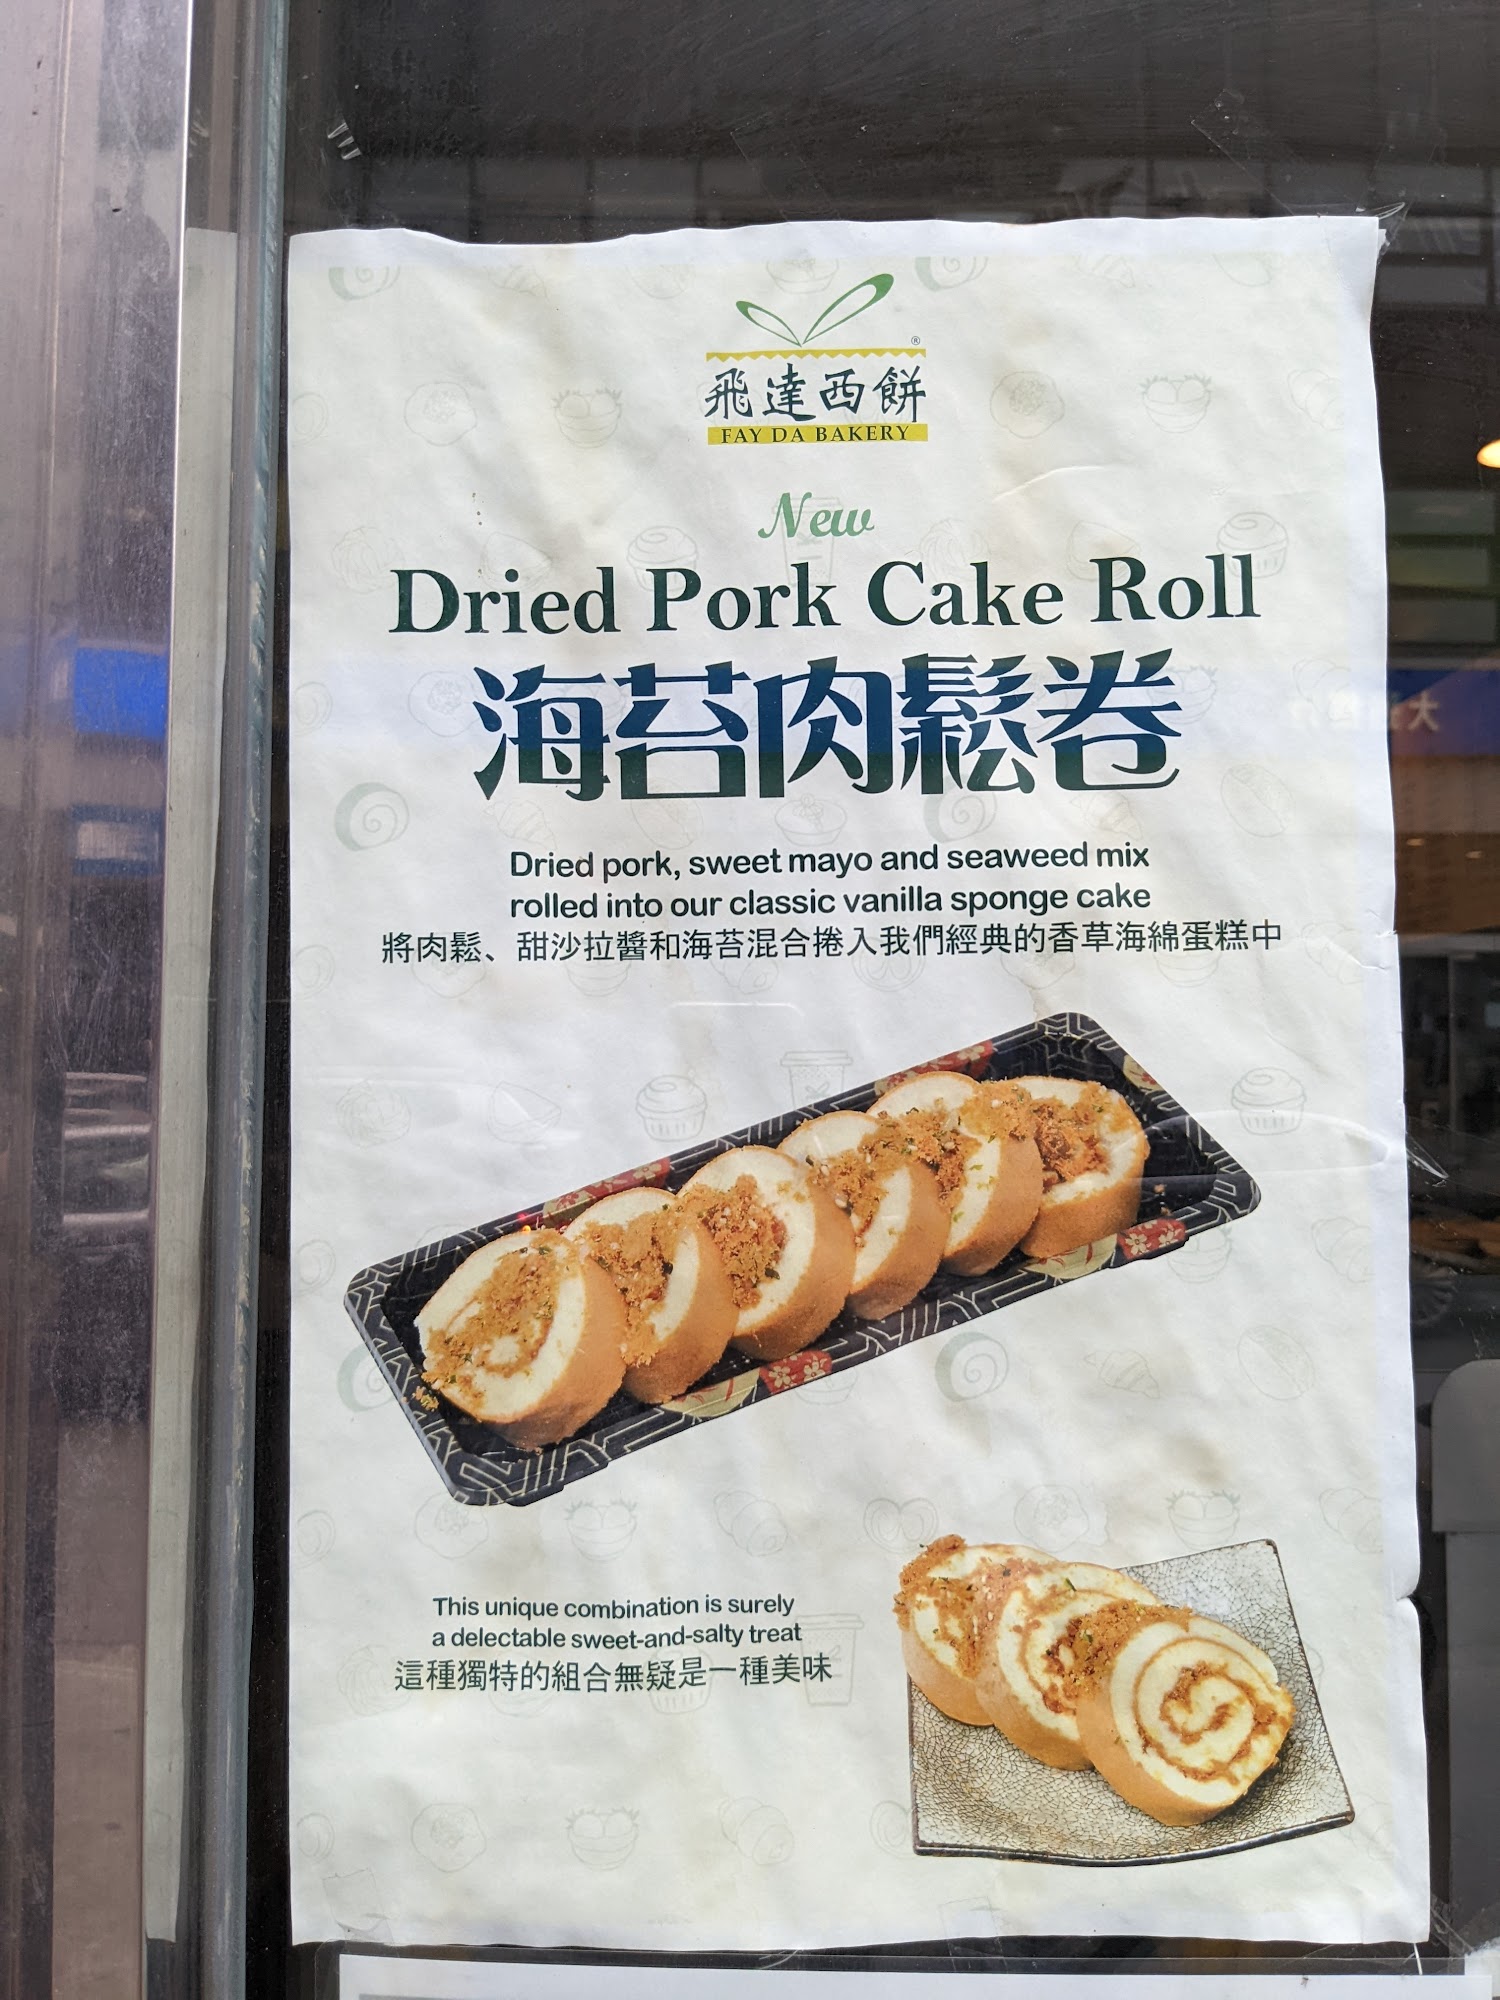 飛達西餅
FAY DA BAKERY
New
Dried Pork Cake Roll
海苔肉鬆卷
Dried pork, sweet mayo and seaweed mix
rolled into our classic vanilla sponge cake
將肉鬆、甜沙拉醬和海苔混合捲入我們經典的香草海綿蛋糕中
This unique combination is surely
a delectable sweet-and-salty treat
這種獨特的組合無疑是一種美味